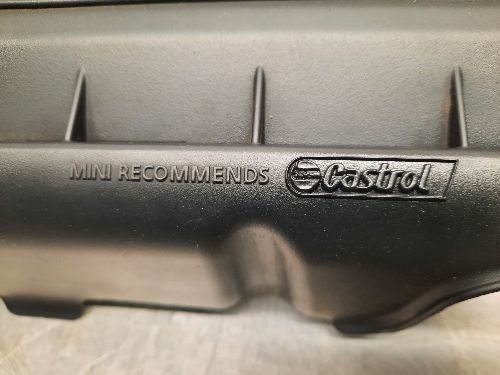 MINI RECOMMENDS Castrol